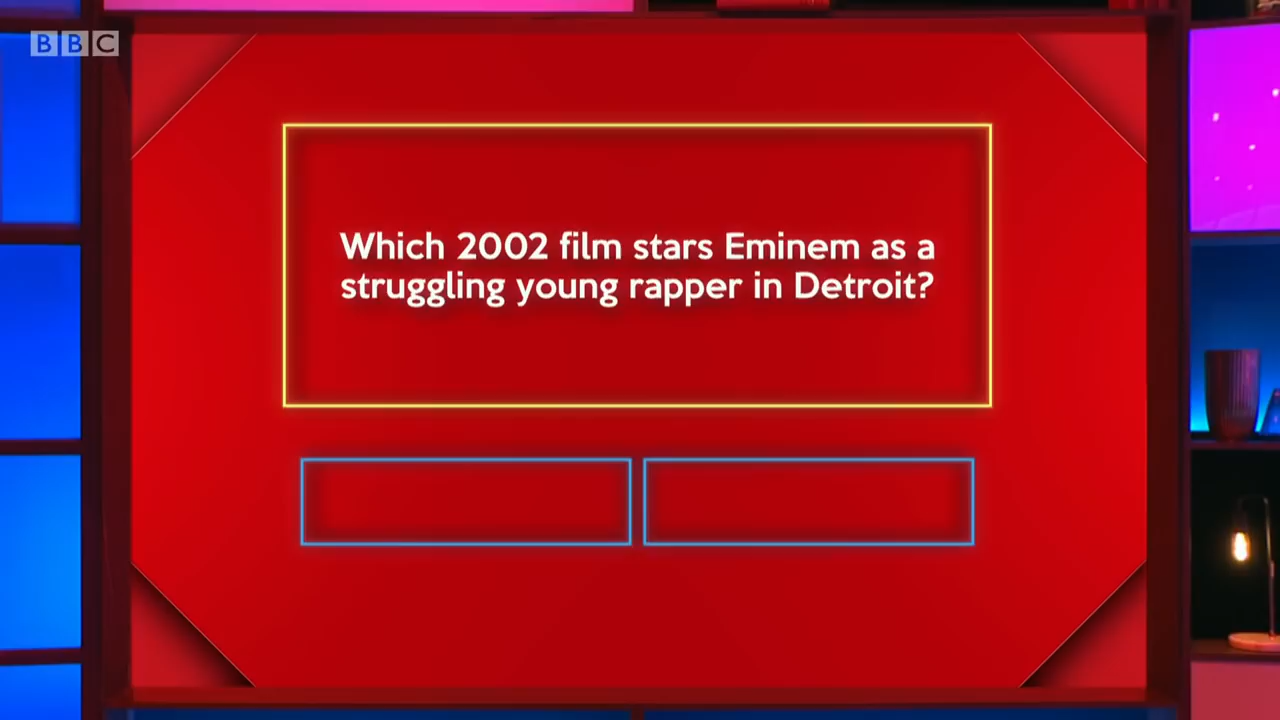 BBC
Which 2002 film stars Eminem as a
struggling young rapper in Detroit?